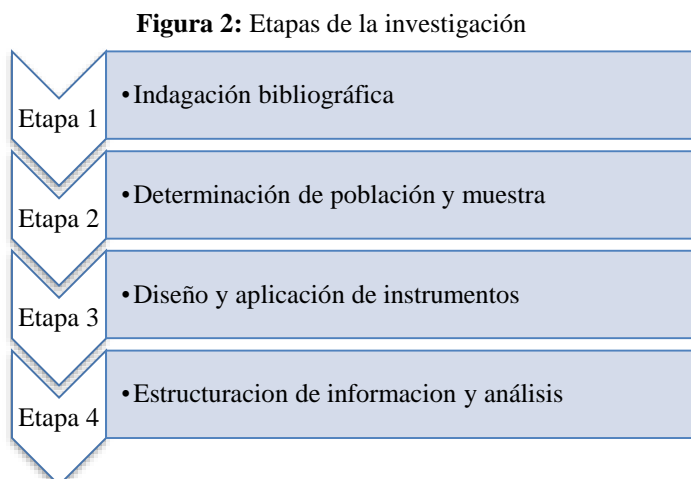 Figura 2: Etapas de la investigación
Etapa 1
•Indagación bibliográfica
Etapa 2
•Determinación de población y muestra
Etapa 3
•Diseño y aplicación de instrumentos
Etapa 4
•Estructuracion de informacion y análisis